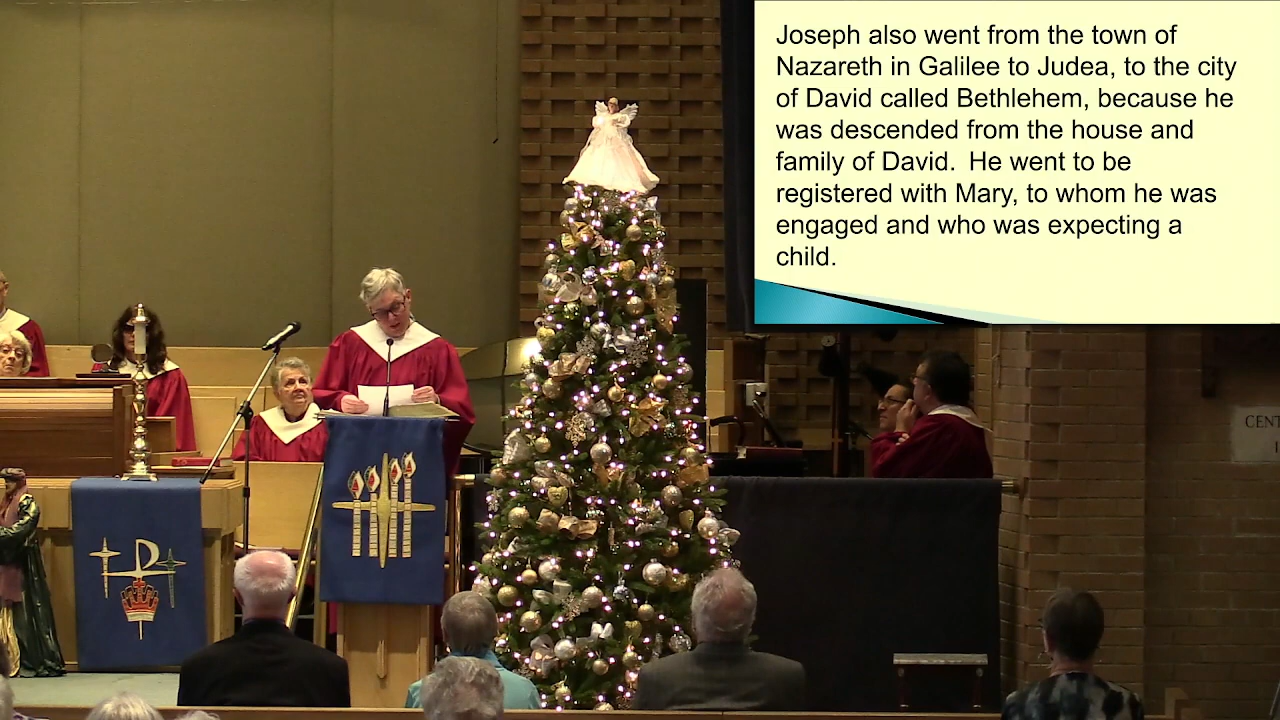 Joseph also went from the town of
Nazareth in Galilee to Judea, to the city
of David called Bethlehem, because he
was descended from the house and
family of David.  He went to be
registered with Mary, to whom he was
engaged and who was expecting a
child.
CENT